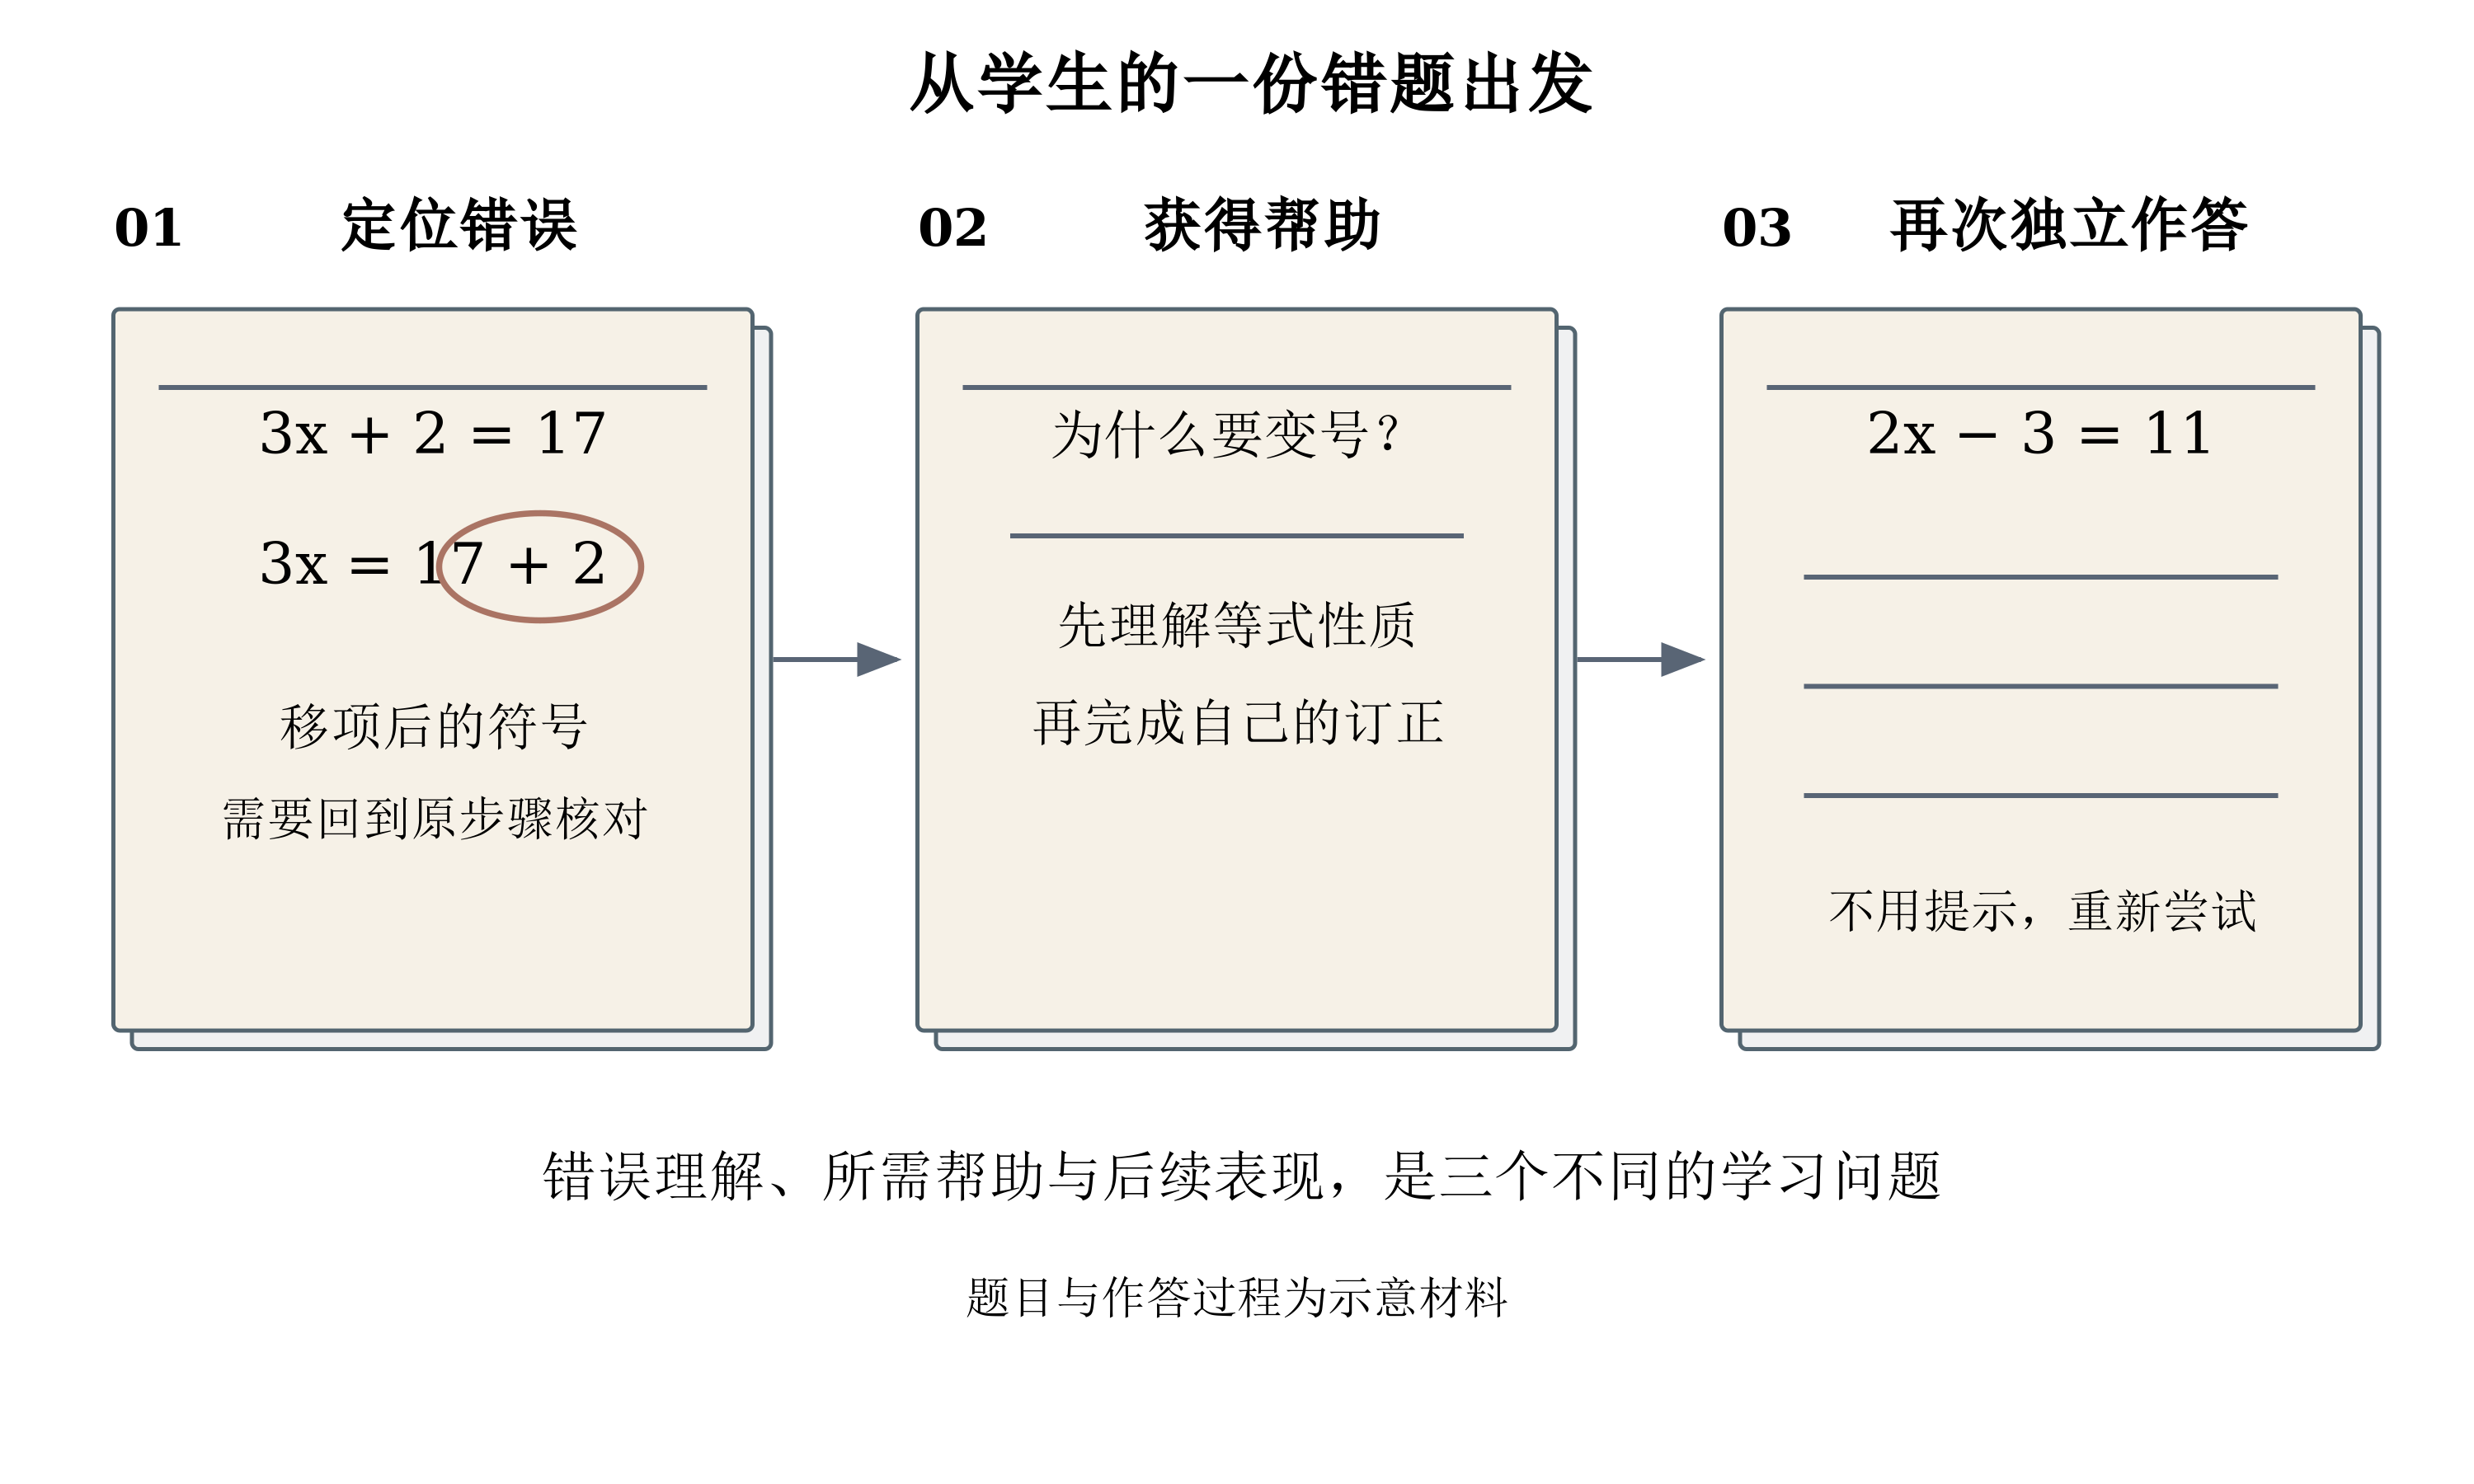 从学生的一份错题出发
01 定位错误
3x + 2 = 17
3x = 17 + 2
移项后的符号
需要回到原步骤核对
02 获得帮助
为什么要变号？
先理解等式性质
再完成自己的订正
03 再次独立作答
2x − 3 = 11
不用提示，重新尝试
错误理解、所需帮助与后续表现，是三个不同的学习问题
题目与作答过程为示意材料